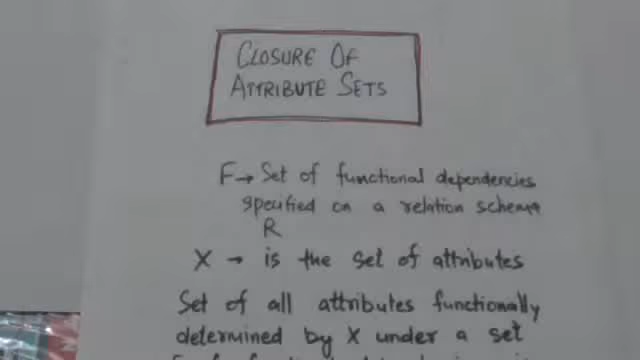 CLOSURE OF
ATTRIBUTE SETS
F→ Set of functional dependencies
specified on a relation schema
R
X → is the set of attributes
Set of all attributes functionally
determined by X under a set